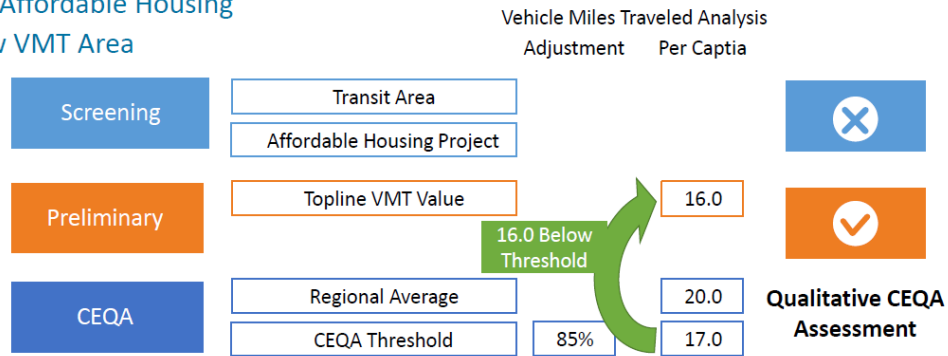 Affordable Housing
VMT Area
Vehicle Miles Traveled Analysis
Adjustment Per Captia
Screening
Transit Area
Affordable Housing Project
Preliminary
Topline VMT Value
16.0
16.0 Below
Threshold
CEQA
Regional Average
20.0
CEQA Threshold
85%
17.0
Qualitative CEQA
Assessment